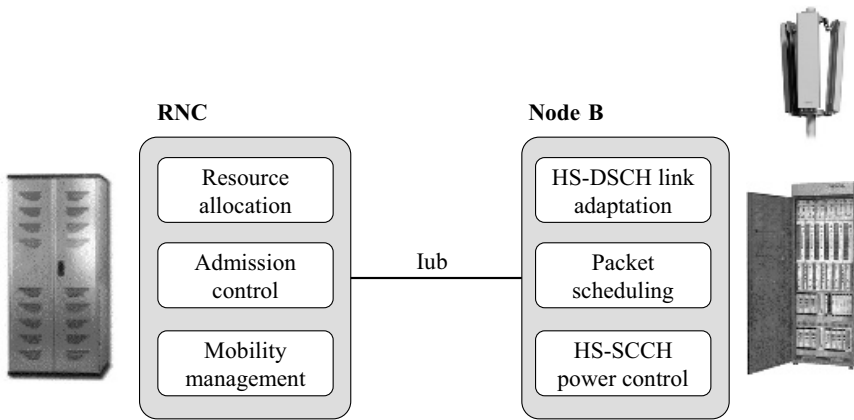 RNC
Resource
allocation
Admission
control
Mobility
management
Iub
Node B
HS-DSCH link
adaptation
Packet
scheduling
HS-SCCH
power control